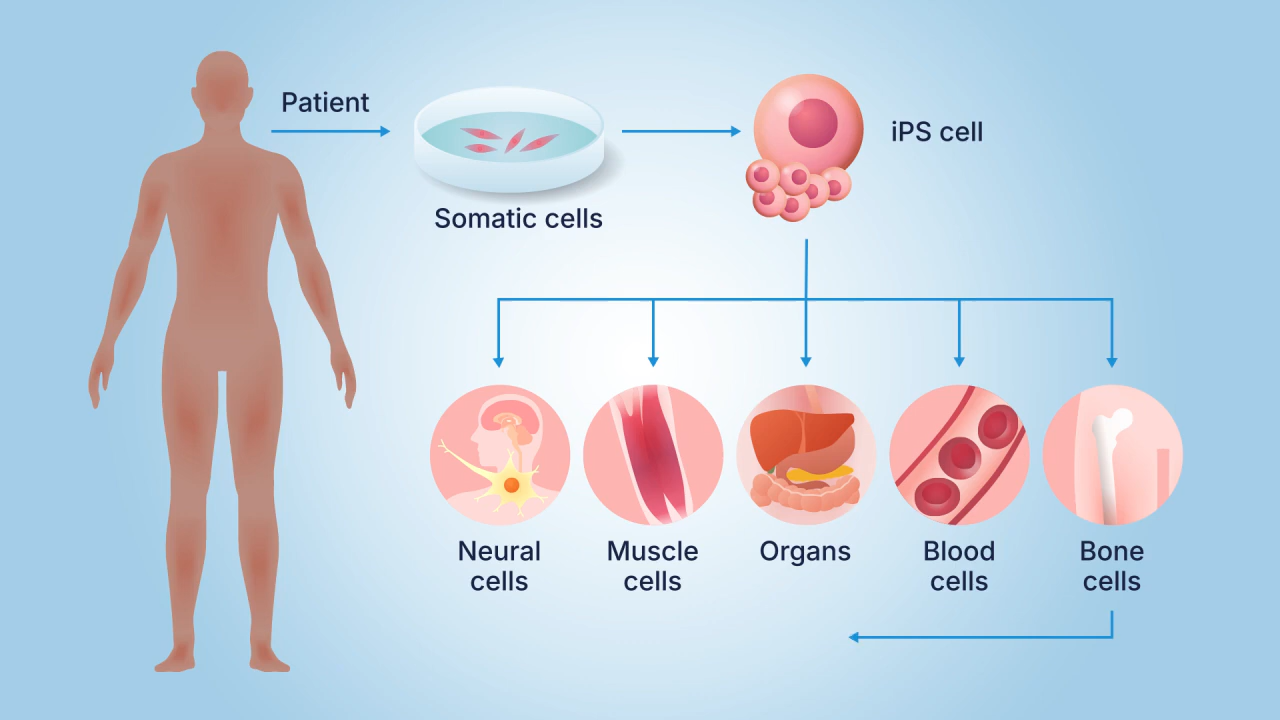 Patient
iPS cell
Somatic cells
Neural
cells
Muscle
cells
Organs
Blood
cells
Bone
cells